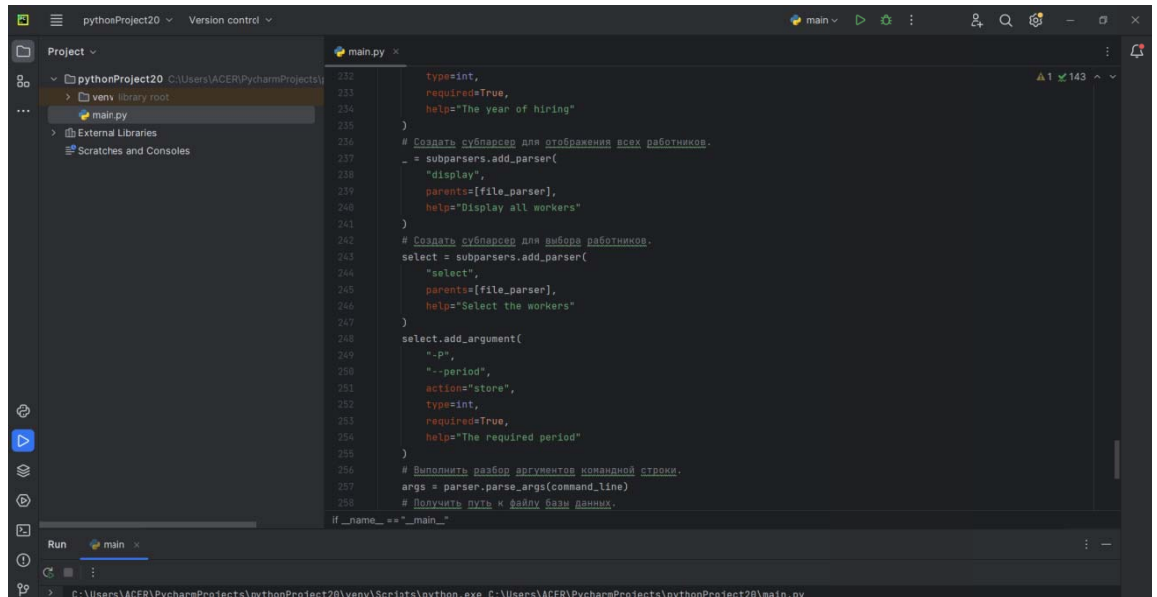 pythonProject20 Version control main
Project
main.py
pythonProject20 C:\Users\ACER\PycharmProjects\p
venv library root
main.py
External Libraries
Scratches and Consoles
1 143
232 type=int,
233 required=True,
234 help="The year of hiring"
235 )
236 # Создать субпарсер для отображения всех работников.
237 _ = subparsers.add_parser(
238 "display",
239 parents=[file_parser],
240 help="Display all workers"
241 )
242 # Создать субпарсер для выбора работников.
243 select = subparsers.add_parser(
244 "select",
245 parents=[file_parser],
246 help="Select the workers"
247 )
248 select.add_argument(
249 "-P",
250 "--period",
251 action="store",
252 type=int,
253 required=True,
254 help="The required period"
255 )
256 # Выполнить разбор аргументов командной строки.
257 args = parser.parse_args(command_line)
258 # Получить путь к файлу базы данных.
if __name__ == "__main__"
Run main
C:\Users\ACER\PycharmProjects\pythonProject20\venv\Scripts\python.exe C:\Users\ACER\PycharmProjects\pythonProject20\main.py